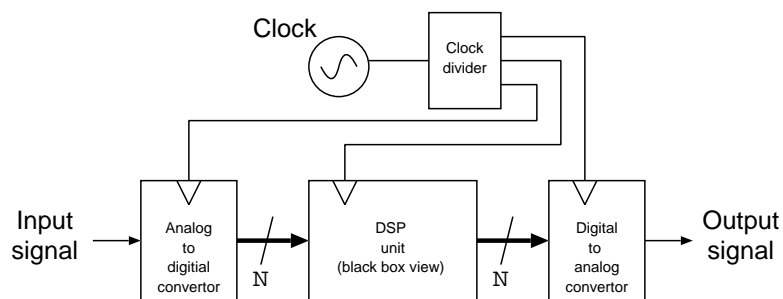 Clock
Clock
divider
Input
signal
Analog
to
digitial
convertor
N
DSP
unit
(black box view)
N
Digital
to
analog
convertor
Output
signal